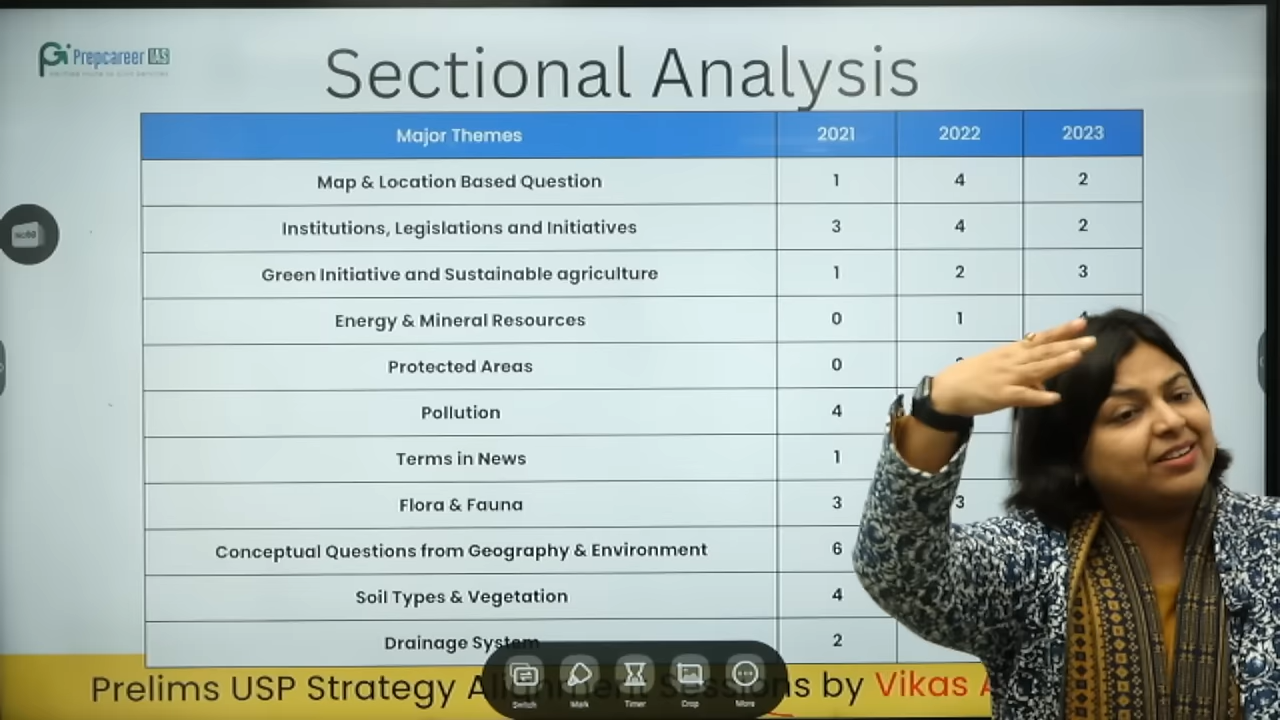 Prepcareer IAS
Sectional Analysis
Major Themes 2021 2022 2023
Map & Location Based Question 1 4 2
Institutions, Legislations and Initiatives 3 4 2
Green Initiative and Sustainable agriculture 1 2 3
Energy & Mineral Resources 0 1
Protected Areas 0
Pollution 4
Terms in News 1
Flora & Fauna 3 3
Conceptual Questions from Geography & Environment 6
Soil Types & Vegetation 4
Drainage System 2
Switch Mark Timer Crop More
Prelims USP Strategy Alignment Sessions by Vikas